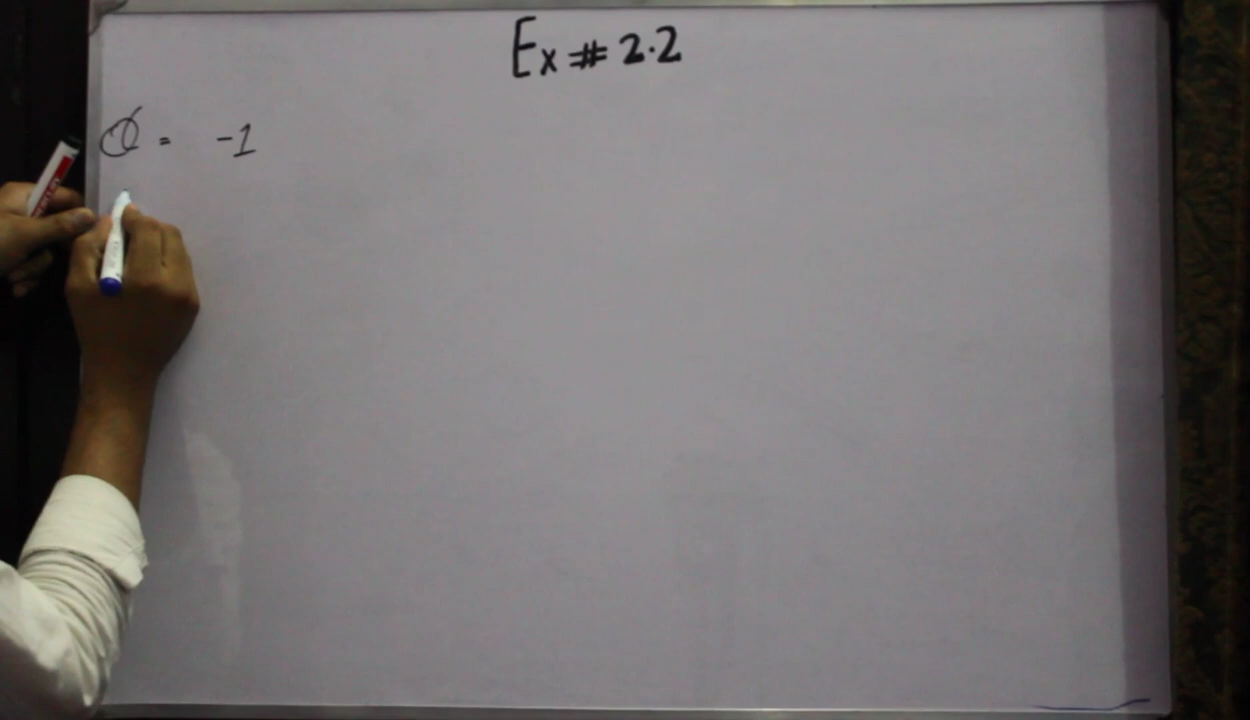 Ex # 2.2
Q = -1